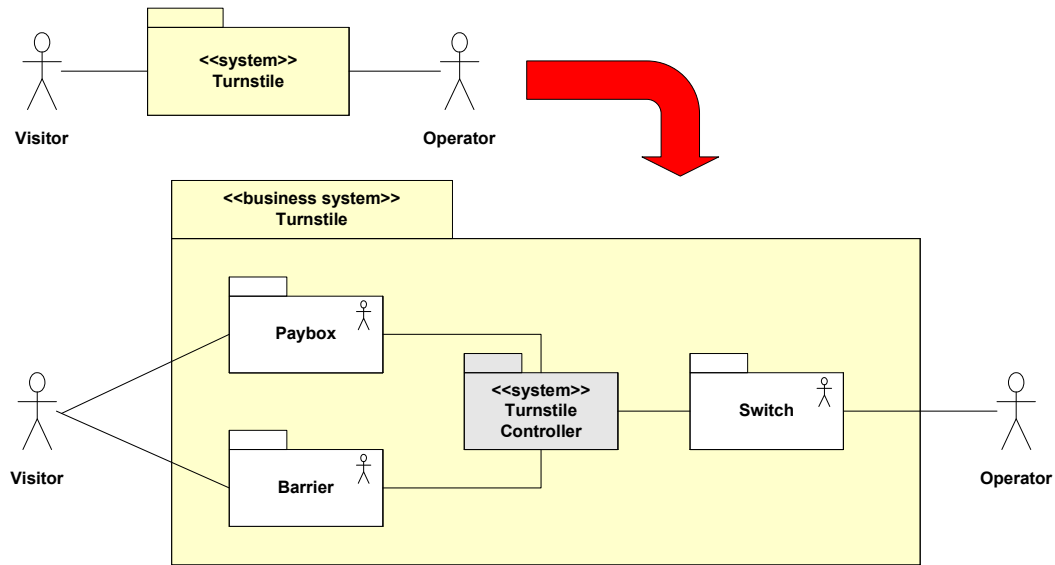 <<system>>
Turnstile
Visitor
Operator
<<business system>>
Turnstile
Paybox
<<system>>
Turnstile
Controller
Switch
Barrier
Visitor
Operator